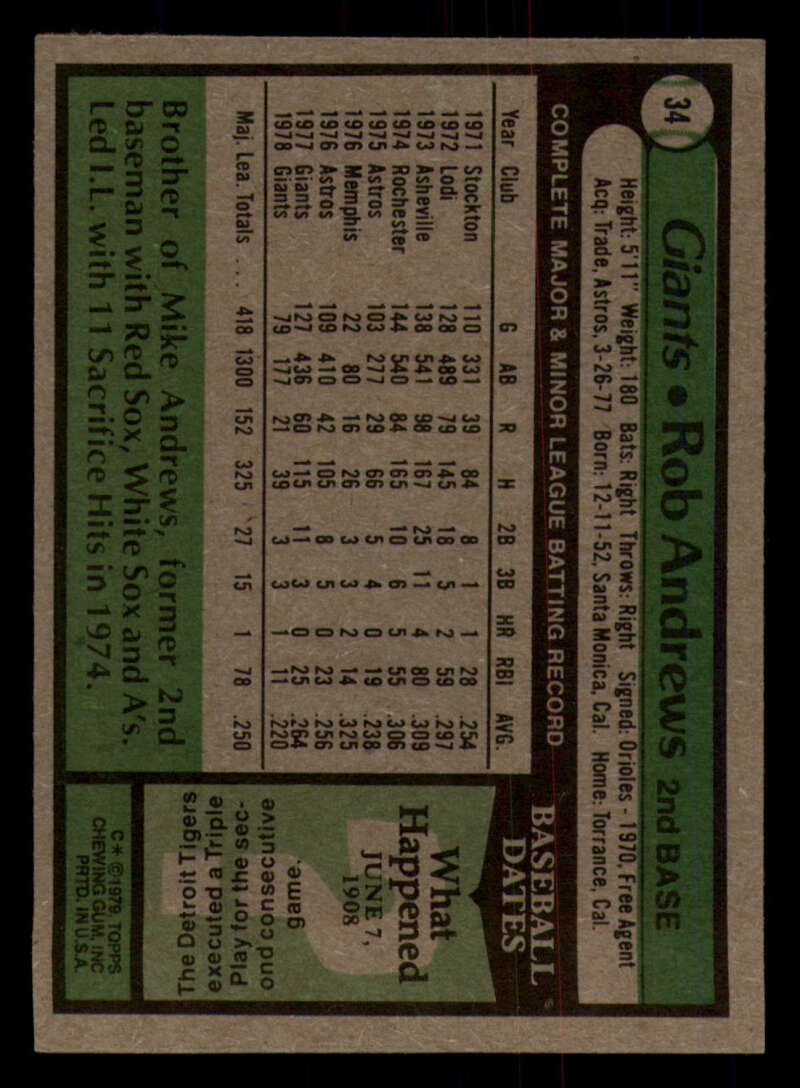 34
Giants • Rob Andrews 2nd BASE
Height: 5'11" Weight: 180 Bats: Right Throws: Right Signed: Orioles - 1970, Free Agent
Acq: Trade, Astros, 3-26-77 Born: 12-11-52, Santa Monica, Cal. Home: Torrance, Cal.
COMPLETE MAJOR & MINOR LEAGUE BATTING RECORD
Year Club G AB R H 2B 3B HR RBI AVG.
1971 Stockton 110 331 39 84 8 1 1 28 .254
1972 Lodi 128 489 79 145 18 5 2 59 .297
1973 Asheville 138 541 98 167 25 11 4 80 .309
1974 Rochester 144 540 84 165 10 6 5 55 .306
1975 Astros 103 277 29 66 5 4 0 19 .238
1976 Memphis 22 80 16 26 3 3 2 14 .325
1976 Astros 109 410 42 105 8 5 0 23 .256
1977 Giants 127 436 60 115 11 3 0 25 .264
1978 Giants 79 177 21 39 3 3 1 11 .220
Maj. Lea. Totals ... 418 1300 152 325 27 15 1 78 .250
Brother of Mike Andrews, former 2nd
baseman with Red Sox, White Sox and A's.
Led I.L. with 11 Sacrifice Hits in 1974.
BASEBALL
DATES
What
Happened
JUNE 7,
1908
The Detroit Tigers
executed a Triple
Play for the sec-
ond consecutive
game.
C* ©1979, TOPPS
CHEWING GUM, INC
PRTD. IN U.S.A.